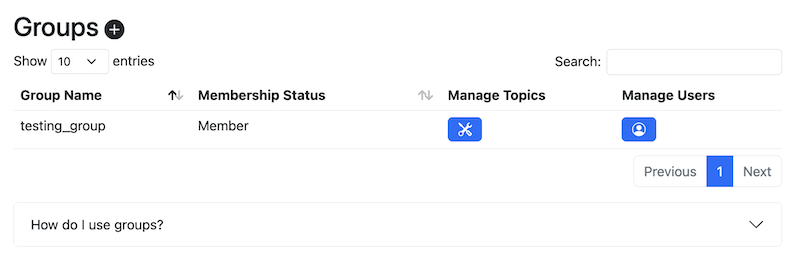 Groups
Show 10 entries Search:
Group Name Membership Status Manage Topics Manage Users
testing_group Member
Previous 1 Next
How do I use groups?